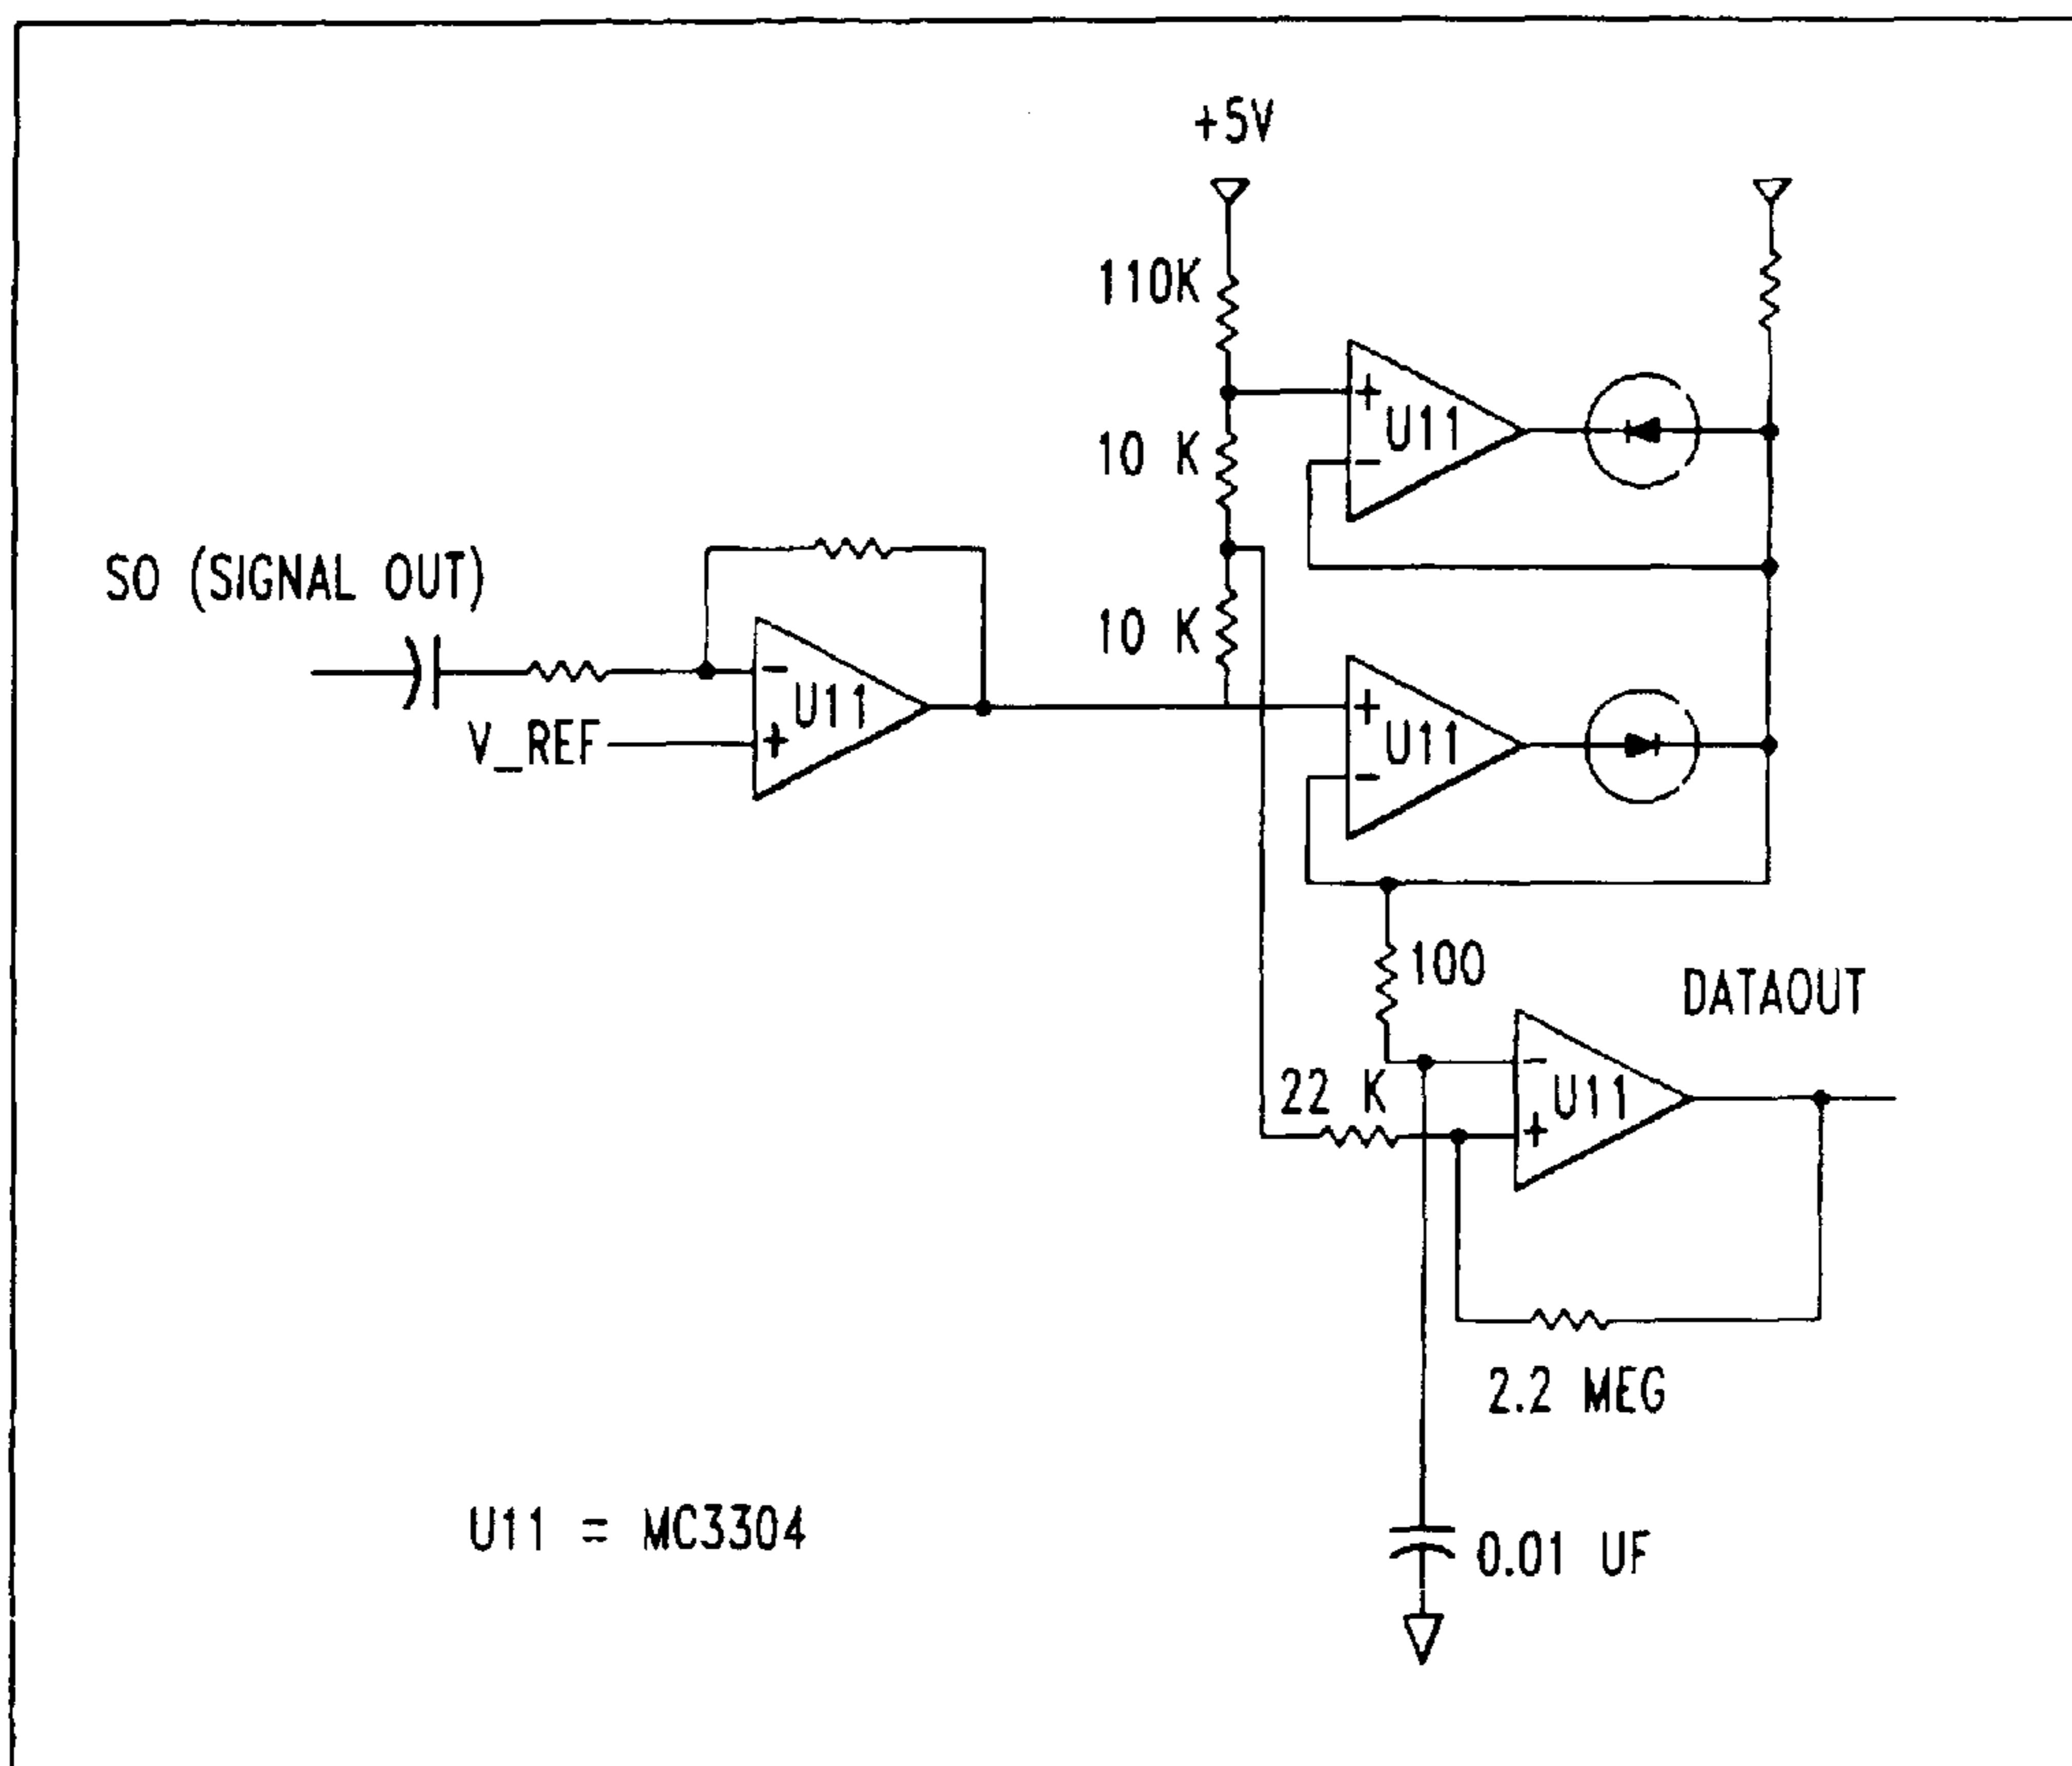 +5V
110K
+
U11
-
10 K
SO (SIGNAL OUT)
10 K
-
U11
V_REF
+
+
U11
-
100
DATAOUT
-
22 K
U11
+
2.2 MEG
U11 = MC3304
0.01 UF